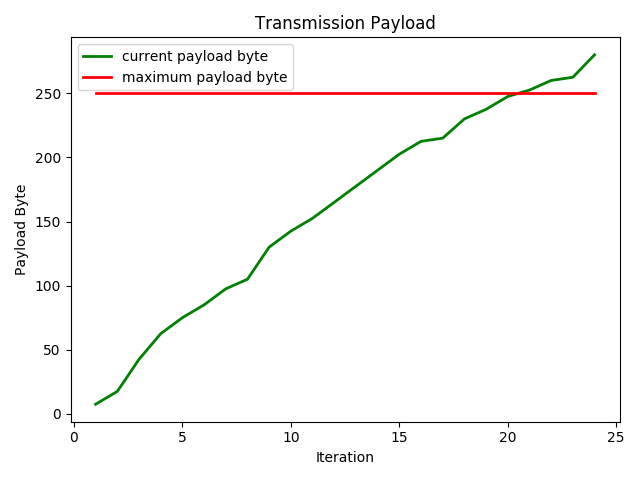 Transmission Payload
current payload byte
maximum payload byte
Payload Byte
250
200
150
100
50
0
0 5 10 15 20 25
Iteration